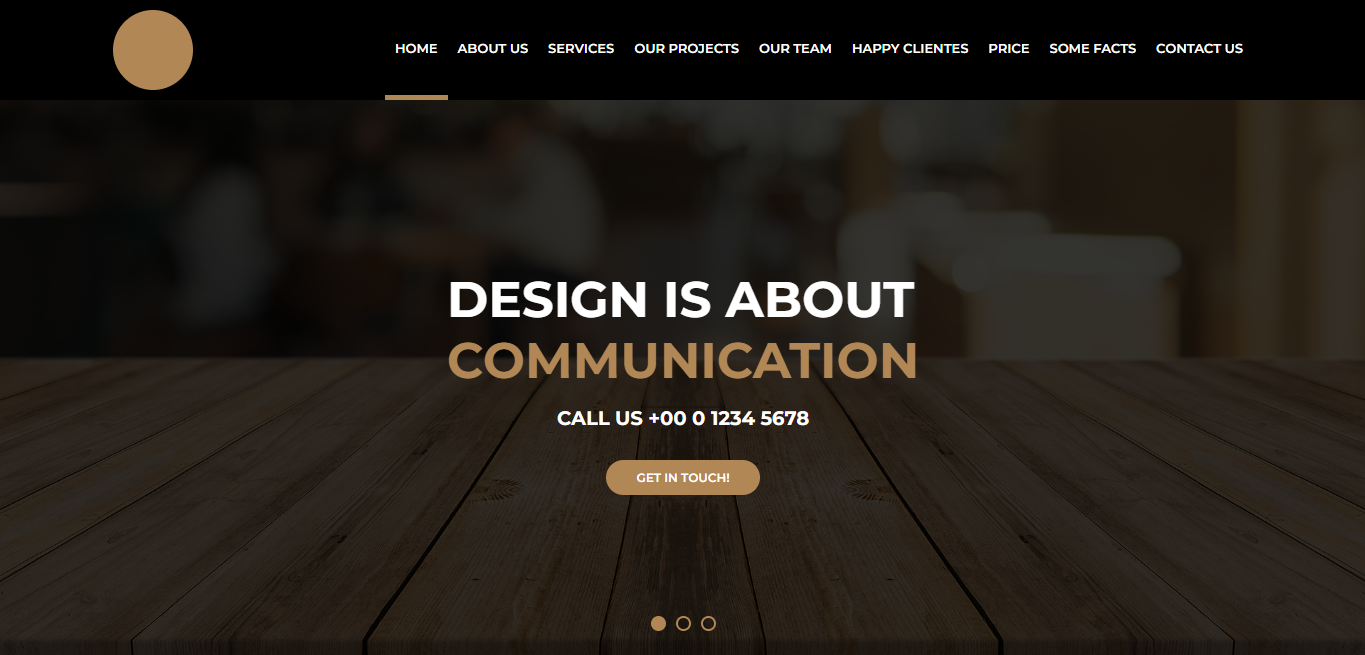 HOME ABOUT US SERVICES OUR PROJECTS OUR TEAM HAPPY CLIENTES PRICE SOME FACTS CONTACT US
DESIGN IS ABOUT
COMMUNICATION
CALL US +00 0 1234 5678
GET IN TOUCH!